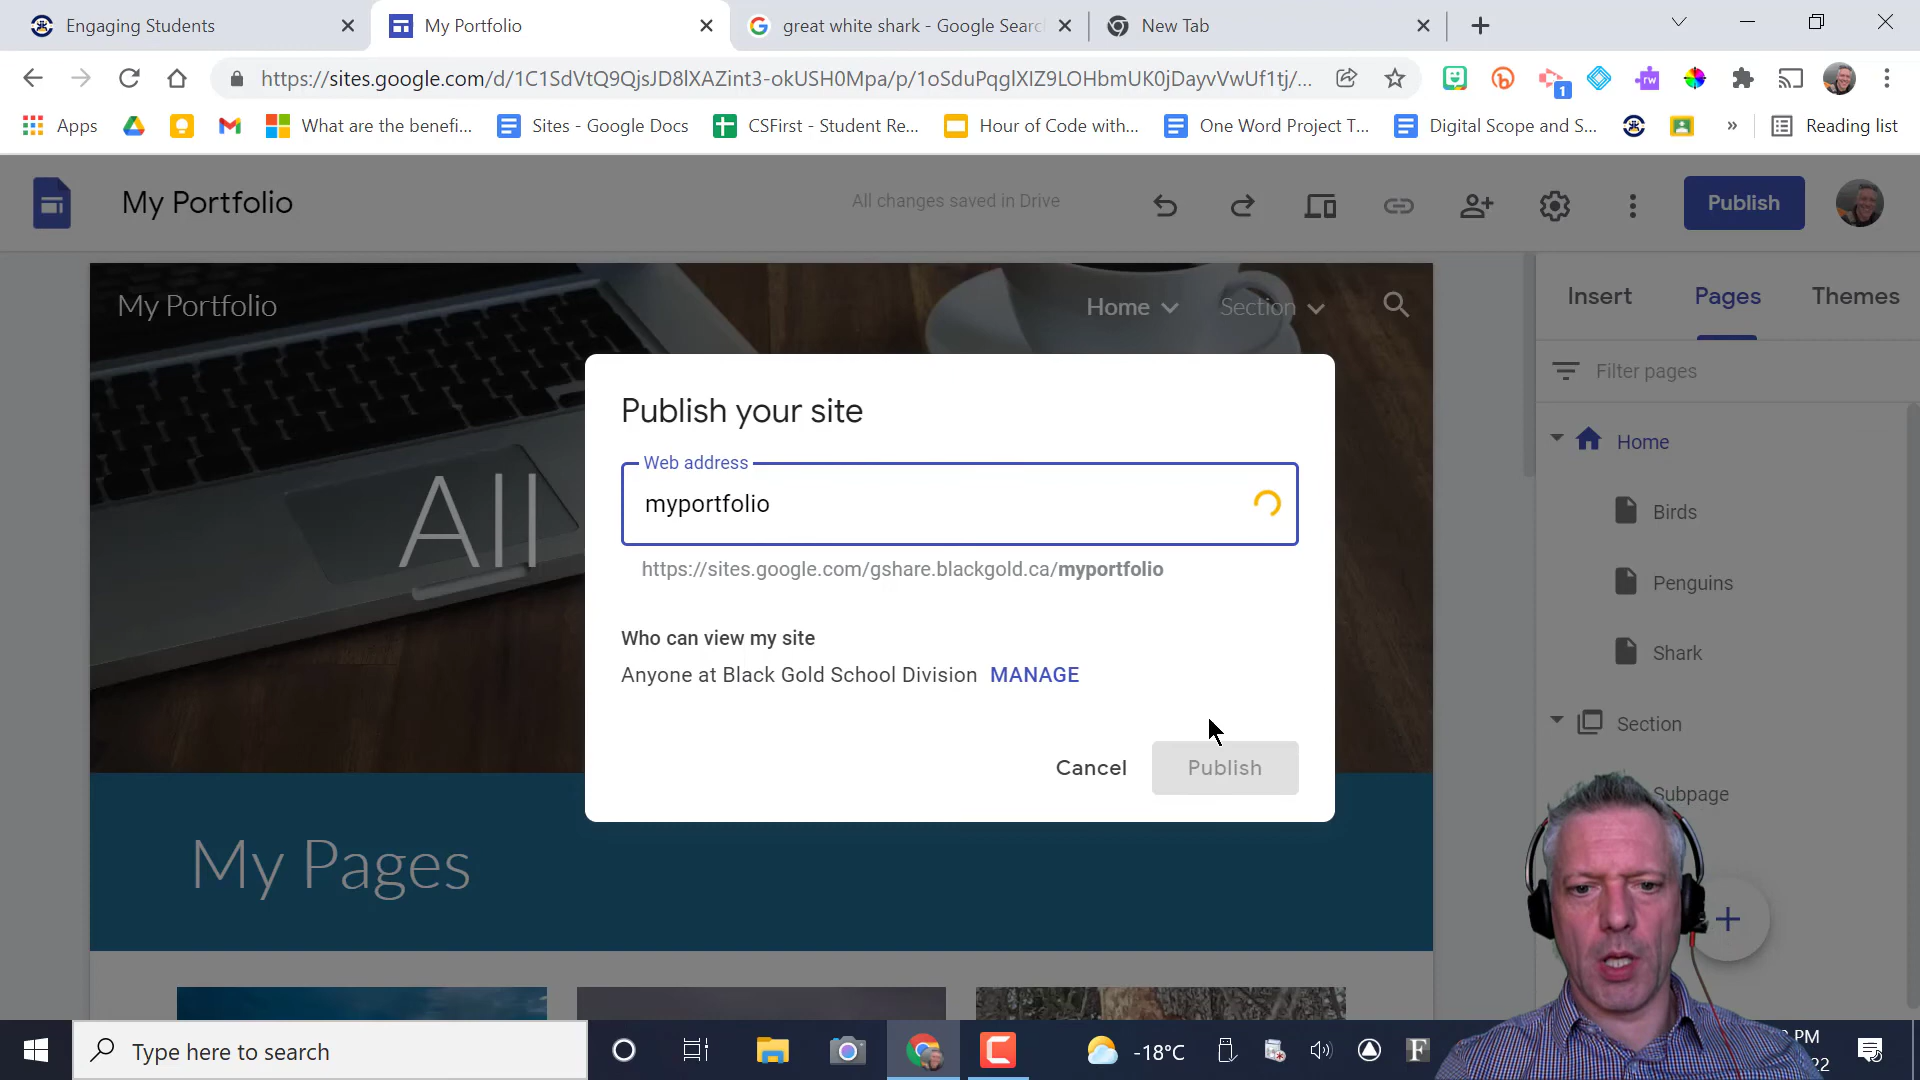 Engaging Students
My Portfolio
great white shark - Google Searc
New Tab
https://sites.google.com/d/1C1SdVtQ9QjsJD8lXAZint3-okUSH0Mpa/p/1oSduPqglXIZ9LOHbmUK0jDayvVwUf1tj/...
1
Apps
What are the benefi...
Sites - Google Docs
CSFirst - Student Re...
Hour of Code with...
One Word Project T...
Digital Scope and S...
»
Reading list
My Portfolio
All changes saved in Drive
Publish
My Portfolio
Home
Section
Insert
Pages
Themes
Filter pages
Publish your site
Web address
myportfolio
https://sites.google.com/gshare.blackgold.ca/myportfolio
Who can view my site
Anyone at Black Gold School Division MANAGE
Cancel
Publish
All
My Pages
Home
Birds
Penguins
Shark
Section
Subpage
Type here to search
-18°C
PM
22